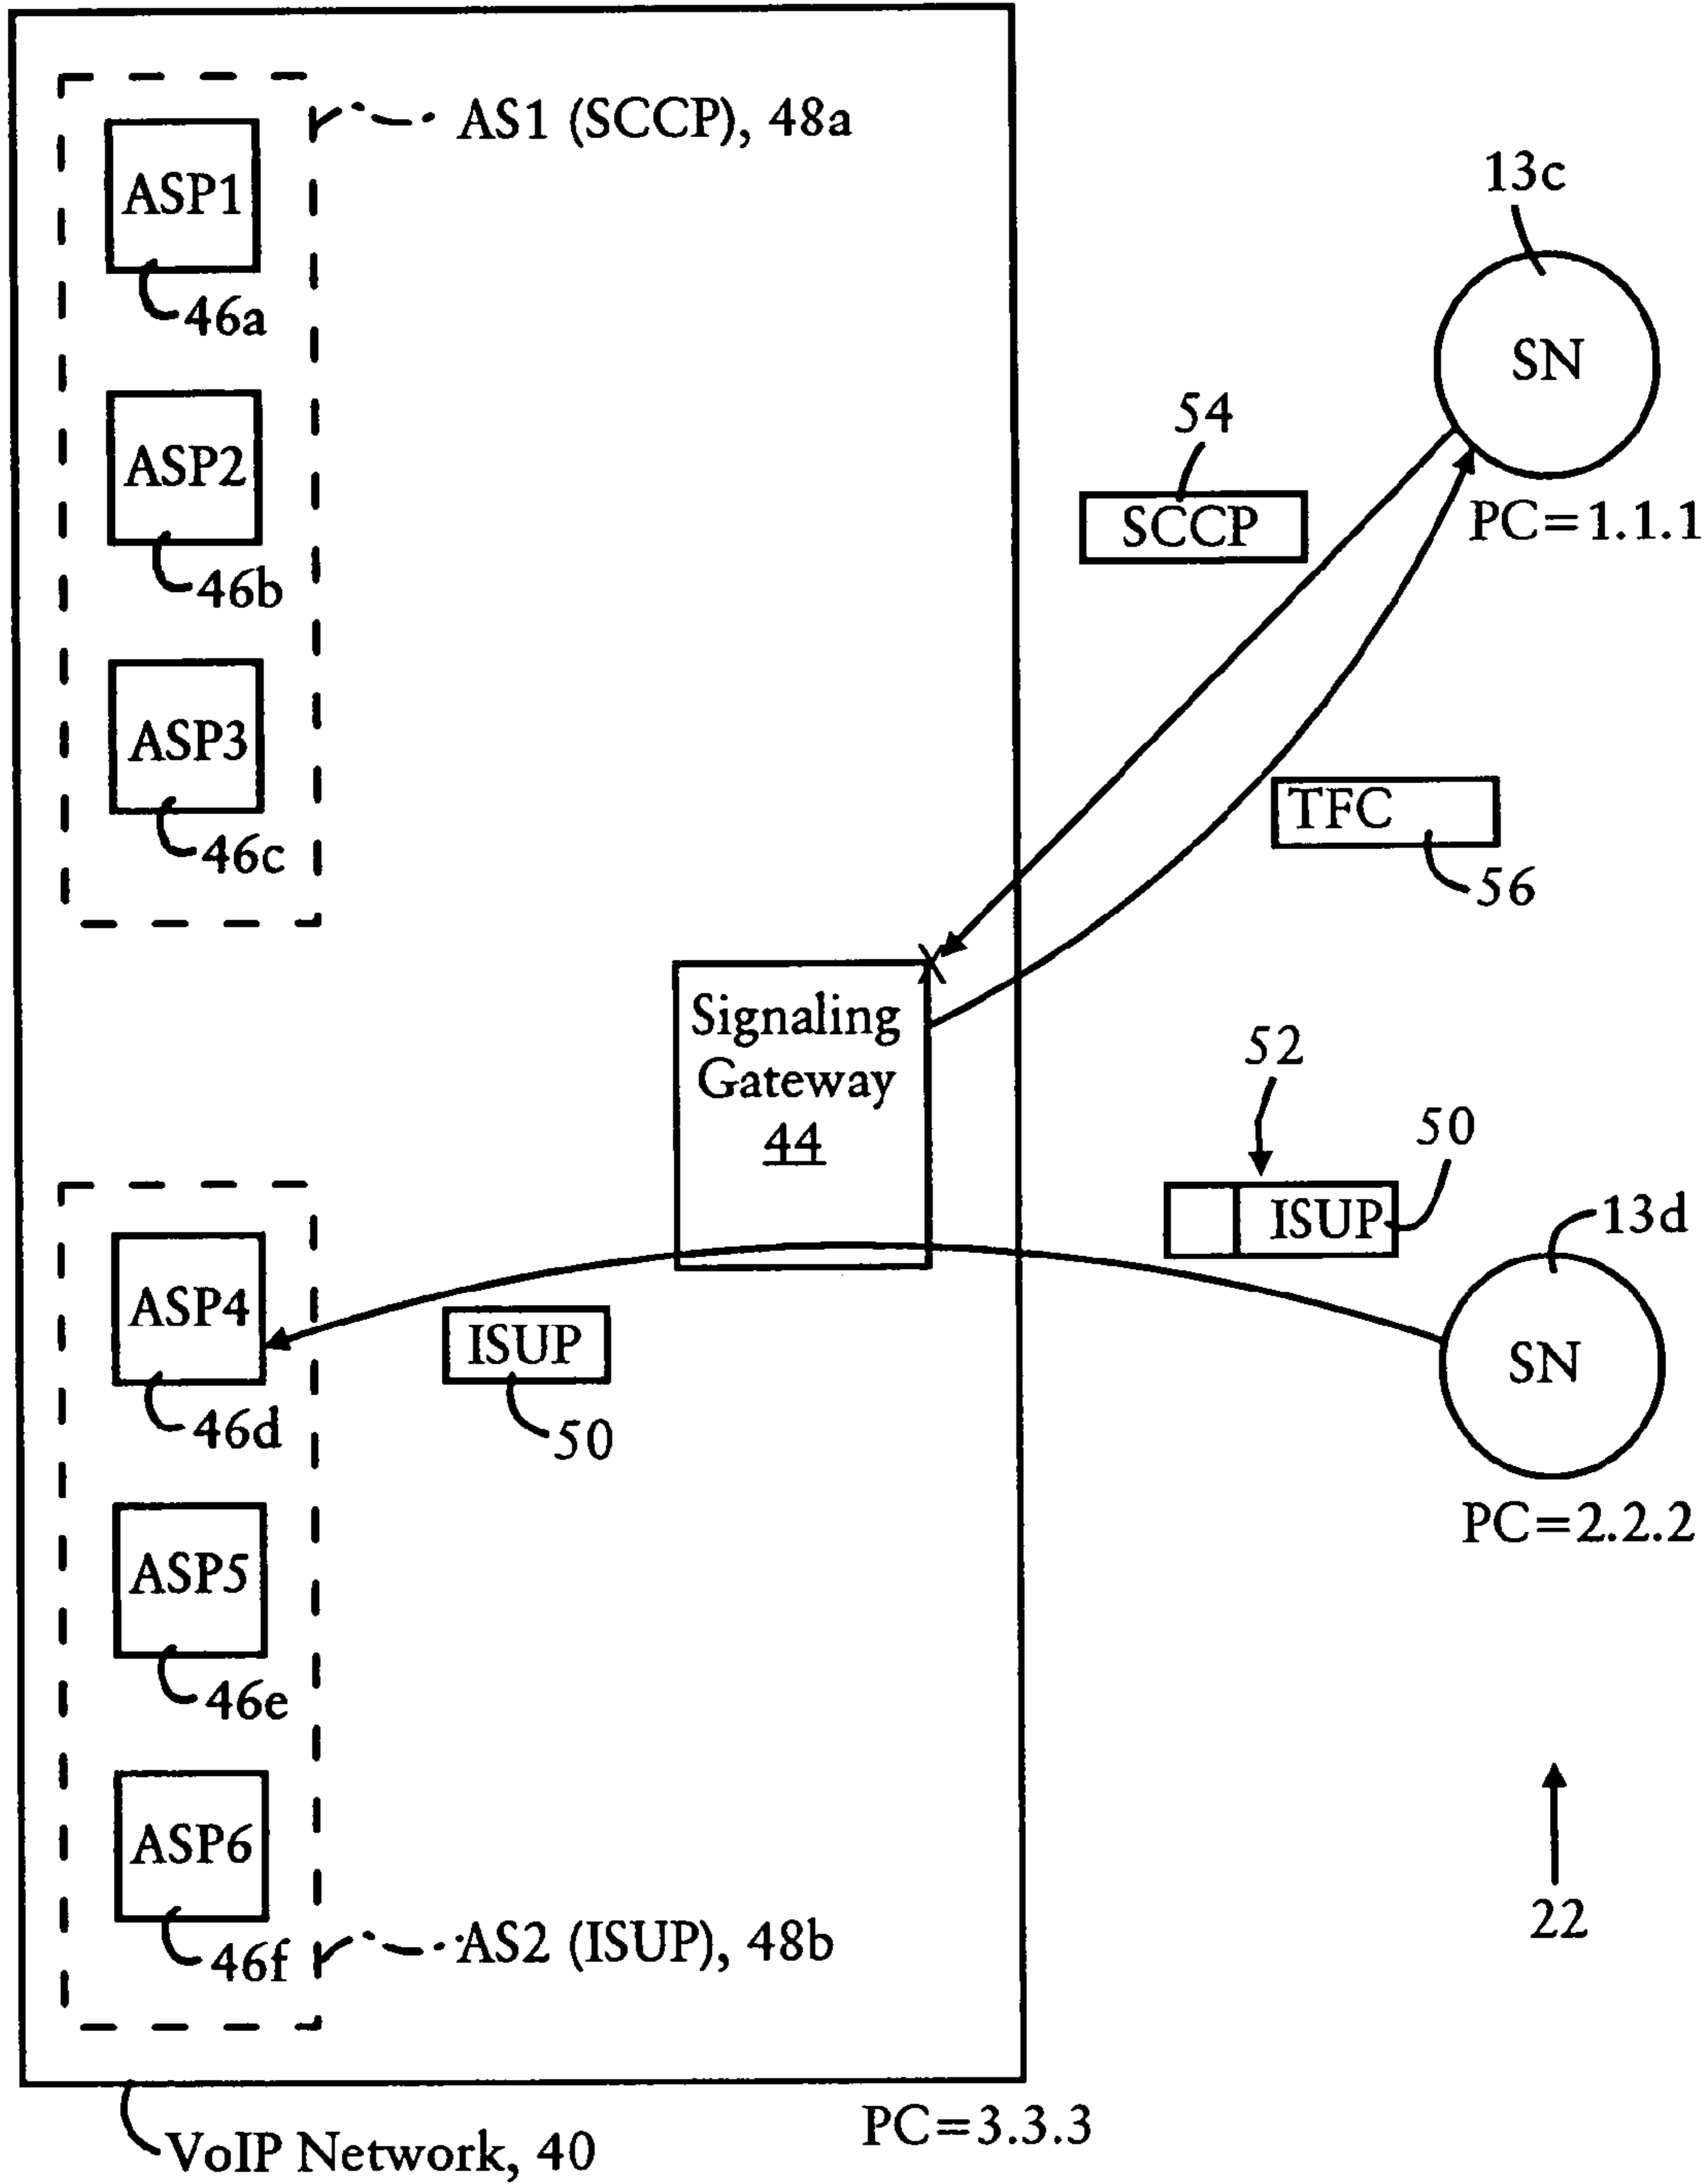 AS1 (SCCP), 48a
ASP1
46a
ASP2
46b
ASP3
46c
13c
SN
PC=1.1.1
54
SCCP
TFC
56
Signaling
Gateway
44
52
50
ISUP
13d
SN
PC=2.2.2
ASP4
46d
ISUP
50
ASP5
46e
ASP6
46f
AS2 (ISUP), 48b
22
PC=3.3.3
VoIP Network, 40